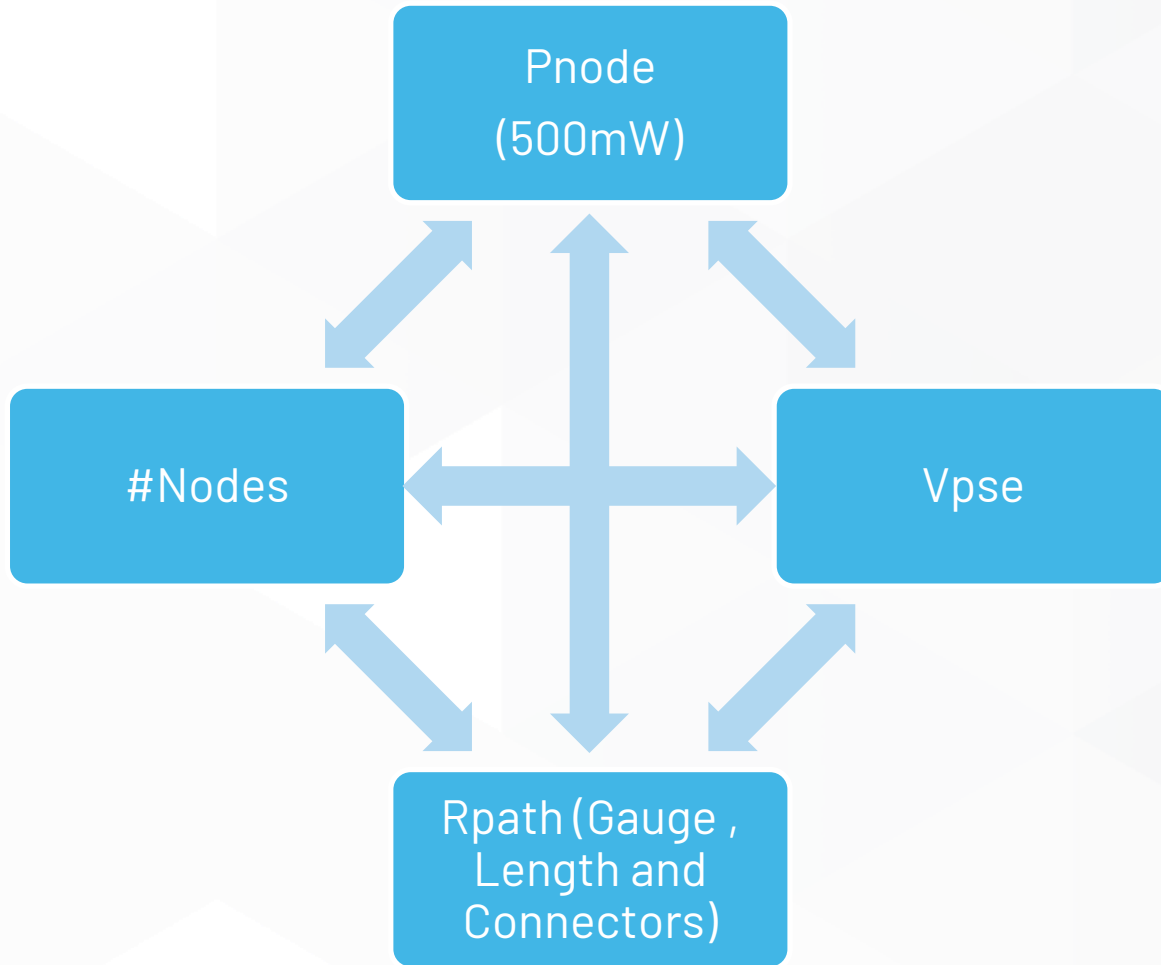 Pnode
(500mW)
#Nodes
Vpse
Rpath (Gauge ,
Length and
Connectors)